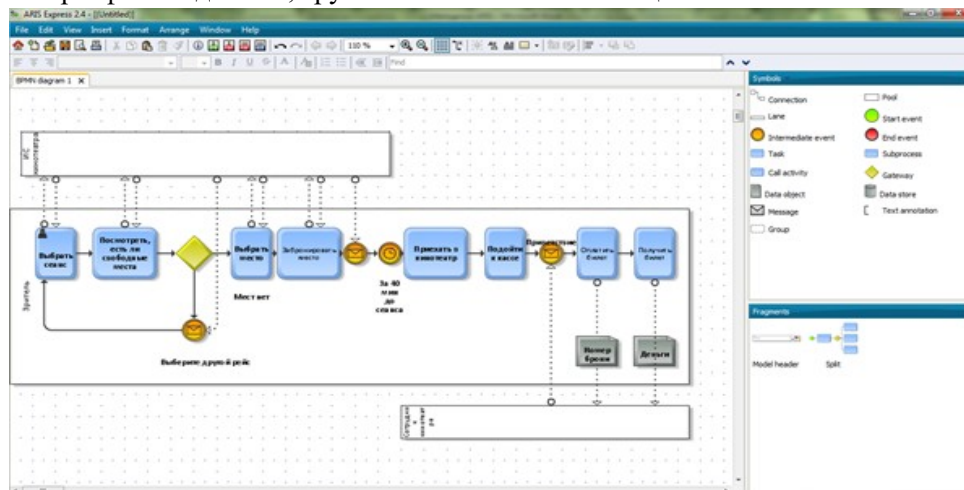 ARIS Express 2.4 - [(Untitled)]
File Edit View Insert Format Arrange Window Help
110 %
B I U
Find
BPMN diagram 1 X
Symbols
Connection
Pool
Lane
Start event
Intermediate event
End event
Task
Subprocess
Call activity
Gateway
Data object
Data store
Message
Text annotation
Group
Fragments
Model header
Split
ИС
кинотеатра
Зритель
Выбрать
сеанс
Посмотреть,
есть ли
свободные
места
Выбрать
место
Забронировать
место
За 40
мин
до
сеанса
Приехать в
кинотеатр
Подойти
к кассе
Приветствие
Оплатить
билет
Получить
билет
Мест нет
Выберите другой рейс
Номер
брони
Деньги